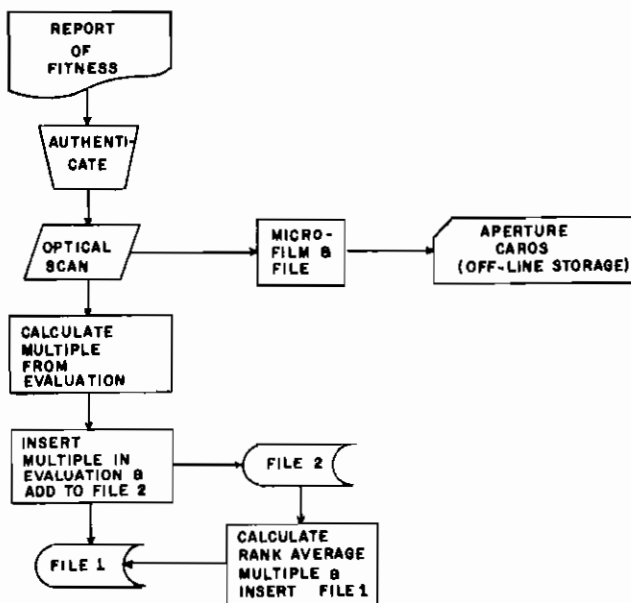 REPORT
OF
FITNESS
AUTHENTI-
CATE
OPTICAL
SCAN
MICRO-
FILM &
FILE
APERTURE
CAROS
(OFF-LINE STORAGE)
CALCULATE
MULTIPLE
FROM
EVALUATION
INSERT
MULTIPLE IN
EVALUATION &
ADD TO FILE 2
FILE 2
CALCULATE
RANK AVERAGE
MULTIPLE &
INSERT FILE 1
FILE 1